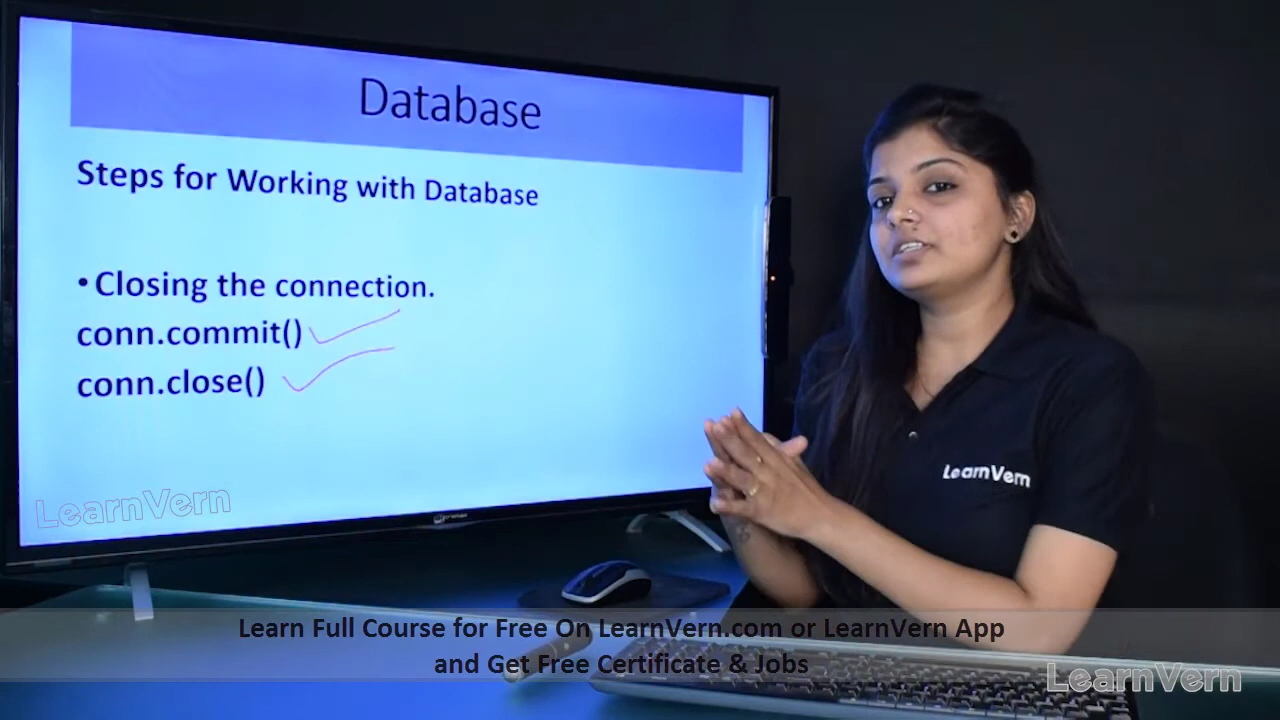 Database
Steps for Working with Database
• Closing the connection.
conn.commit()
conn.close()
LearnVern
LearnVern
Learn Full Course for Free On LearnVern.com or LearnVern App
and Get Free Certificate & Jobs
LearnVern